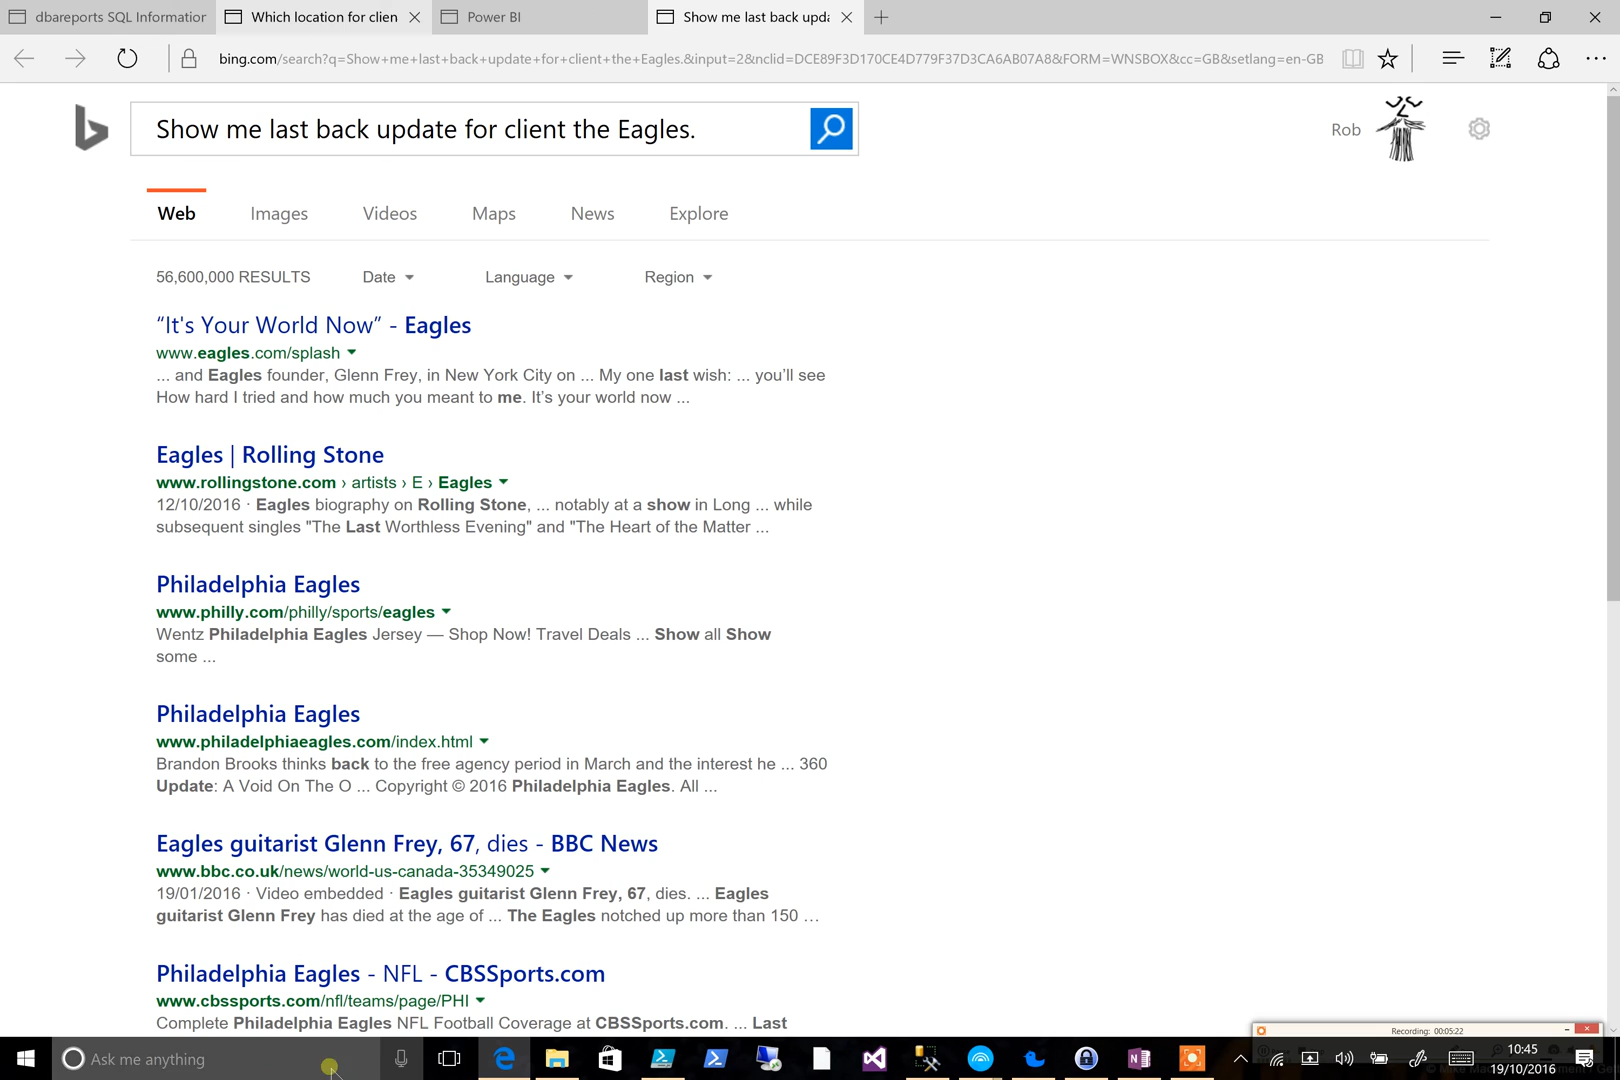 dbareports SQL Information
Which location for clien
Power BI
Show me last back upda
bing.com/search?q=Show+me+last+back+update+for+client+the+Eagles.&input=2&nclid=DCE89F3D170CE4D779F37D3CA6AB07A8&FORM=WNSBOX&cc=GB&setlang=en-GB
Show me last back update for client the Eagles.
Rob
Web Images Videos Maps News Explore
56,600,000 RESULTS Date Language Region
“It's Your World Now” - Eagles
www.eagles.com/splash
... and Eagles founder, Glenn Frey, in New York City on ... My one last wish: ... you’ll see
How hard I tried and how much you meant to me. It’s your world now ...
Eagles | Rolling Stone
www.rollingstone.com › artists › E › Eagles
12/10/2016 · Eagles biography on Rolling Stone, ... notably at a show in Long ... while
subsequent singles "The Last Worthless Evening" and "The Heart of the Matter ...
Philadelphia Eagles
www.philly.com/philly/sports/eagles
Wentz Philadelphia Eagles Jersey — Shop Now! Travel Deals ... Show all Show
some ...
Philadelphia Eagles
www.philadelphiaeagles.com/index.html
Brandon Brooks thinks back to the free agency period in March and the interest he ... 360
Update: A Void On The O ... Copyright © 2016 Philadelphia Eagles. All ...
Eagles guitarist Glenn Frey, 67, dies - BBC News
www.bbc.co.uk/news/world-us-canada-35349025
19/01/2016 · Video embedded · Eagles guitarist Glenn Frey, 67, dies. ... Eagles
guitarist Glenn Frey has died at the age of ... The Eagles notched up more than 150 ...
Philadelphia Eagles - NFL - CBSSports.com
www.cbssports.com/nfl/teams/page/PHI
Complete Philadelphia Eagles NFL Football Coverage at CBSSports.com. ... Last
Recording: 00:05:22
Ask me anything
10:45
19/10/2016